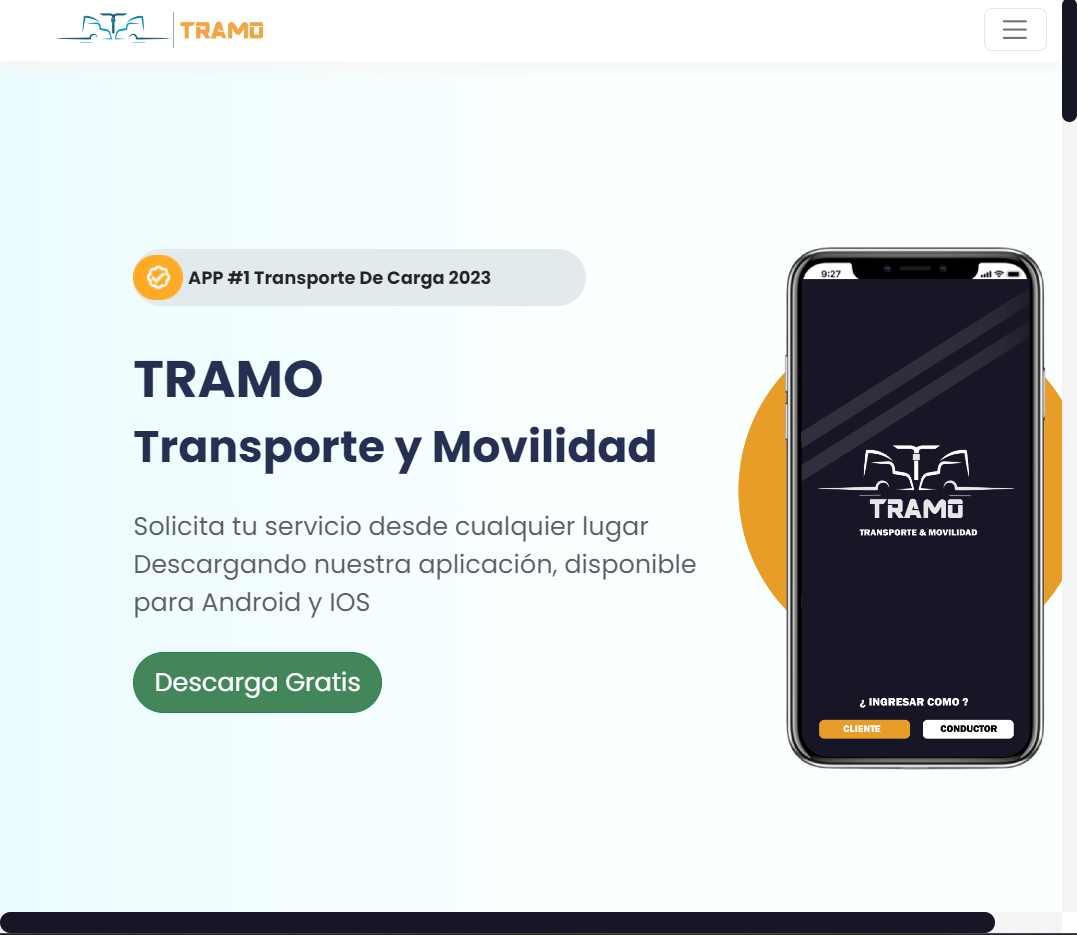 TRAMO
APP #1 Transporte De Carga 2023
TRAMO
Transporte y Movilidad
Solicita tu servicio desde cualquier lugar
Descargando nuestra aplicación, disponible
para Android y IOS
Descarga Gratis
9:27
TRAMO
TRANSPORTE & MOVILIDAD
¿ INGRESAR COMO ?
CLIENTE
CONDUCTOR